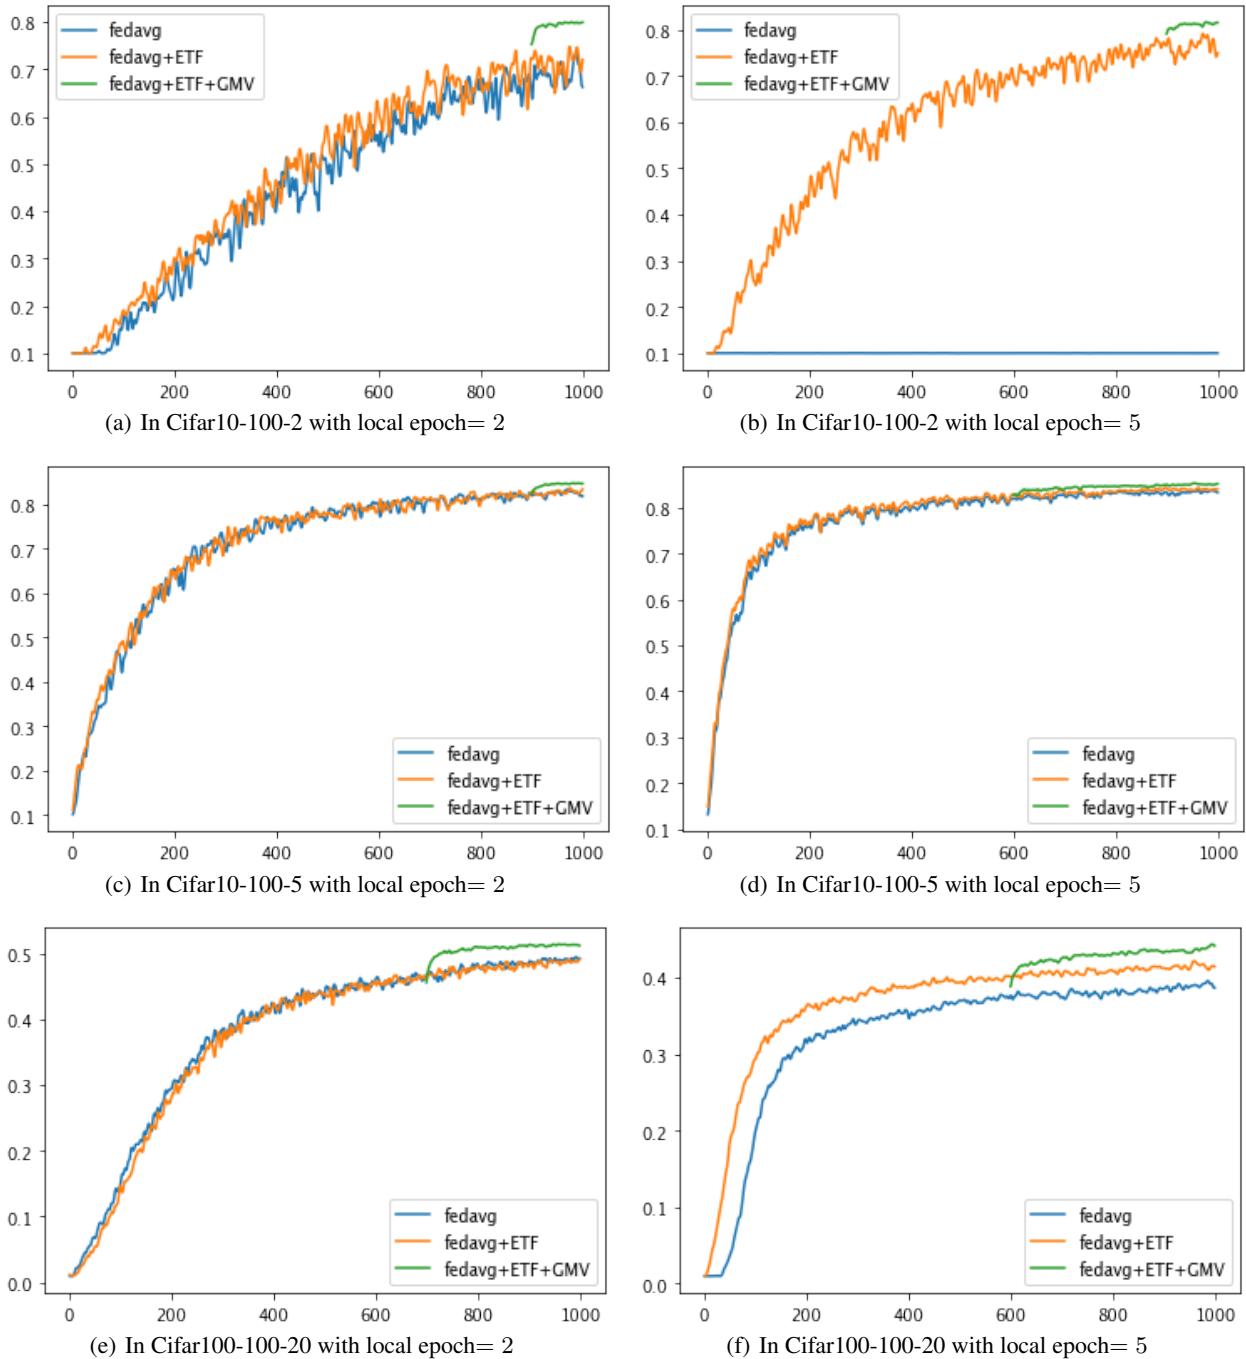 0.8
0.7
0.6
0.5
0.4
0.3
0.2
0.1
fedavg
fedavg+ETF
fedavg+ETF+GMV
0 200 400 600 800 1000
(a) In Cifar10-100-2 with local epoch= 2
0.8
0.7
0.6
0.5
0.4
0.3
0.2
0.1
fedavg
fedavg+ETF
fedavg+ETF+GMV
0 200 400 600 800 1000
(b) In Cifar10-100-2 with local epoch= 5
0.8
0.7
0.6
0.5
0.4
0.3
0.2
0.1
fedavg
fedavg+ETF
fedavg+ETF+GMV
0 200 400 600 800 1000
(c) In Cifar10-100-5 with local epoch= 2
0.8
0.7
0.6
0.5
0.4
0.3
0.2
0.1
fedavg
fedavg+ETF
fedavg+ETF+GMV
0 200 400 600 800 1000
(d) In Cifar10-100-5 with local epoch= 5
0.5
0.4
0.3
0.2
0.1
0.0
fedavg
fedavg+ETF
fedavg+ETF+GMV
0 200 400 600 800 1000
(e) In Cifar100-100-20 with local epoch= 2
0.4
0.3
0.2
0.1
0.0
fedavg
fedavg+ETF
fedavg+ETF+GMV
0 200 400 600 800 1000
(f) In Cifar100-100-20 with local epoch= 5